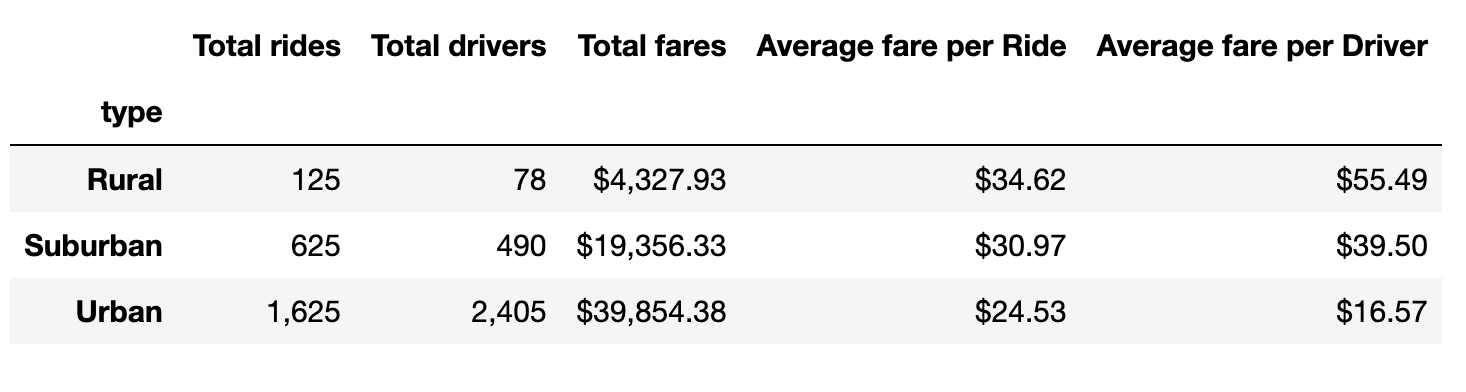 Total rides Total drivers Total fares Average fare per Ride Average fare per Driver
type
Rural 125 78 $4,327.93 $34.62 $55.49
Suburban 625 490 $19,356.33 $30.97 $39.50
Urban 1,625 2,405 $39,854.38 $24.53 $16.57